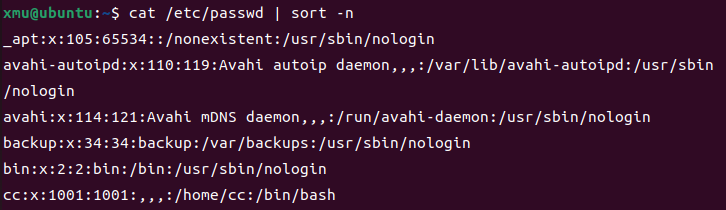 xmu@ubuntu:~$ cat /etc/passwd | sort -n
_apt:x:105:65534::/nonexistent:/usr/sbin/nologin
avahi-autoipd:x:110:119:Avahi autoip daemon,,,:/var/lib/avahi-autoipd:/usr/sbin
/nologin
avahi:x:114:121:Avahi mDNS daemon,,,:/run/avahi-daemon:/usr/sbin/nologin
backup:x:34:34:backup:/var/backups:/usr/sbin/nologin
bin:x:2:2:bin:/bin:/usr/sbin/nologin
cc:x:1001:1001:,,,:/home/cc:/bin/bash